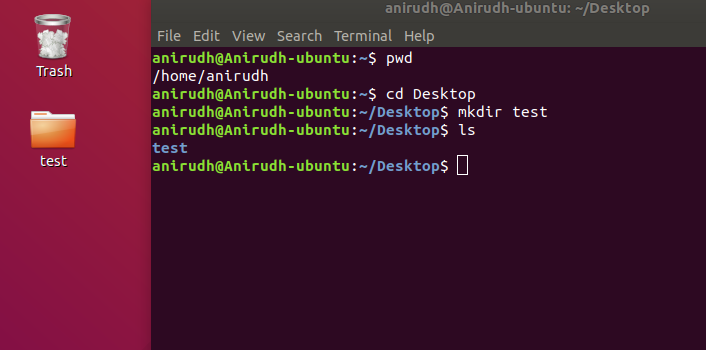 anirudh@Anirudh-ubuntu: ~/Desktop
File Edit View Search Terminal Help
anirudh@Anirudh-ubuntu:~$ pwd
/home/anirudh
anirudh@Anirudh-ubuntu:~$ cd Desktop
anirudh@Anirudh-ubuntu:~/Desktop$ mkdir test
anirudh@Anirudh-ubuntu:~/Desktop$ ls
test
anirudh@Anirudh-ubuntu:~/Desktop$
Trash
test